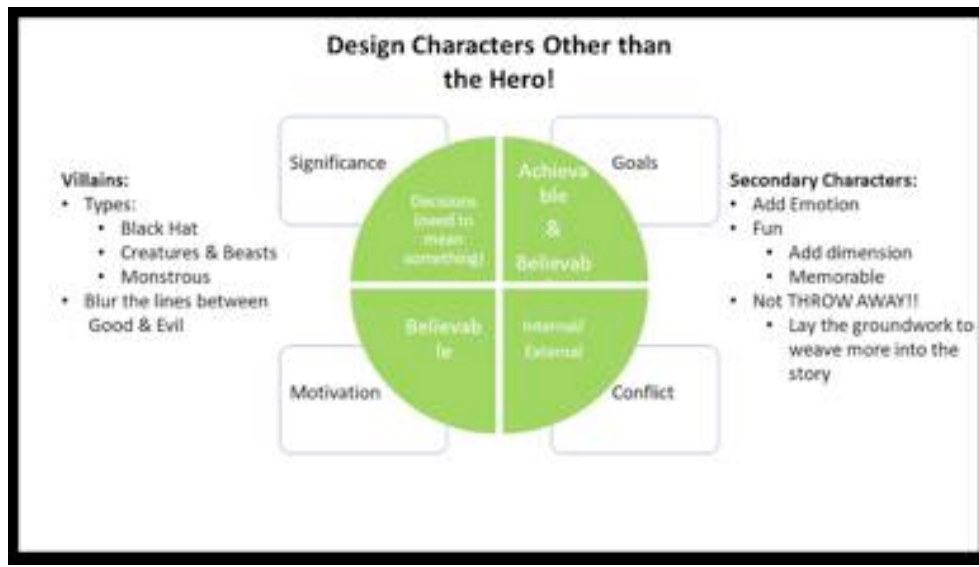 Design Characters Other than
the Hero!
Villains:
• Types:
• Black Hat
• Creatures & Beasts
• Monstrous
• Blur the lines between
Good & Evil
Significance
Decisions
(need to
mean
something)
Achieva
ble
&
Believab
Goals
Motivation
Believab
le
Internal/
External
Conflict
Secondary Characters:
• Add Emotion
• Fun
• Add dimension
• Memorable
• Not THROW AWAY!!
• Lay the groundwork to
weave more into the
story